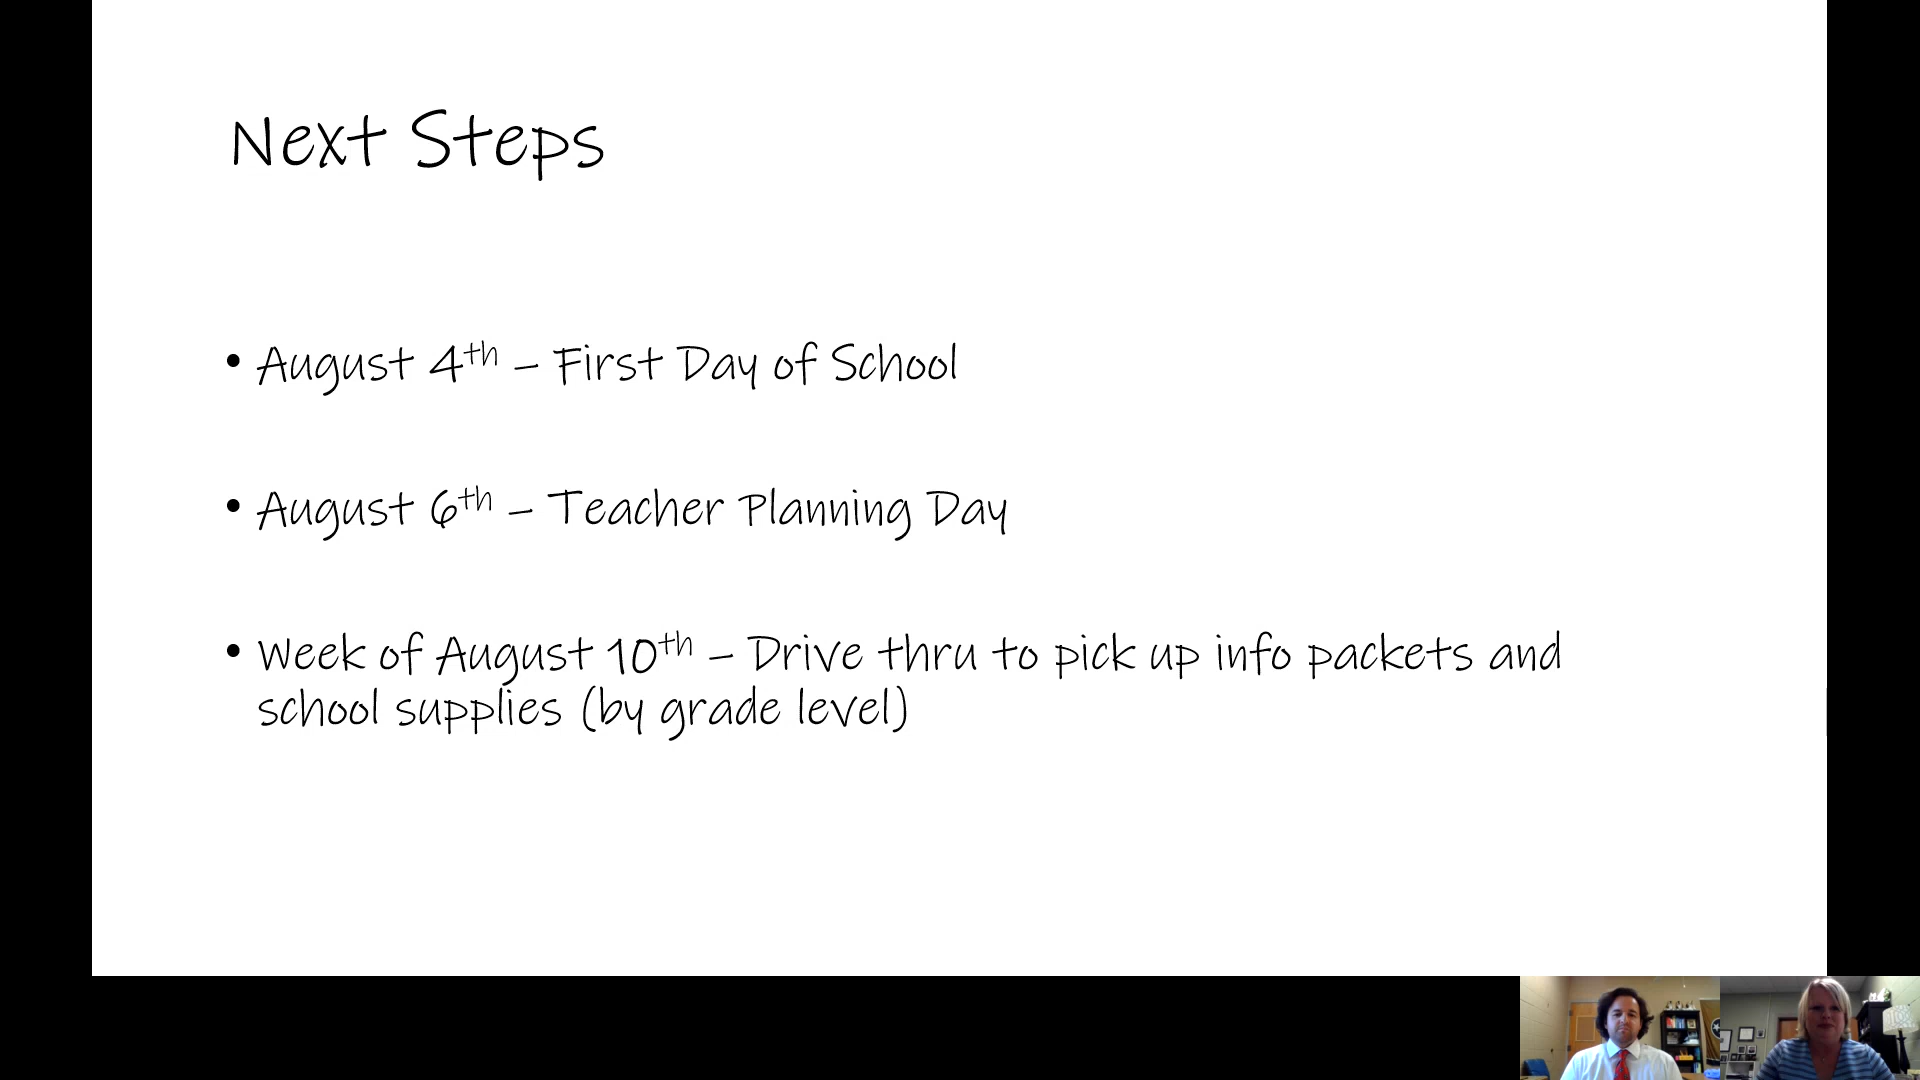 Next Steps
• August 4th – First Day of School
• August 6th – Teacher Planning Day
• Week of August 10th – Drive thru to pick up info packets and
school supplies (by grade level)